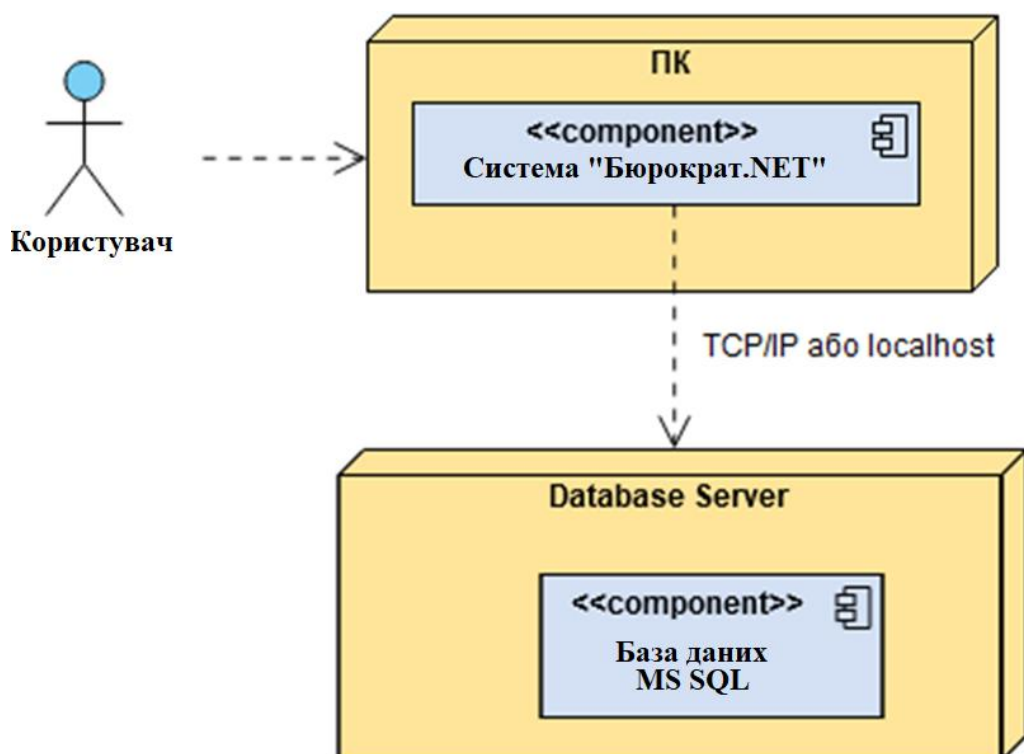 ПК
<<component>>
Система "Бюрократ.NET"
Користувач
TCP/IP або localhost
Database Server
<<component>>
База даних
MS SQL